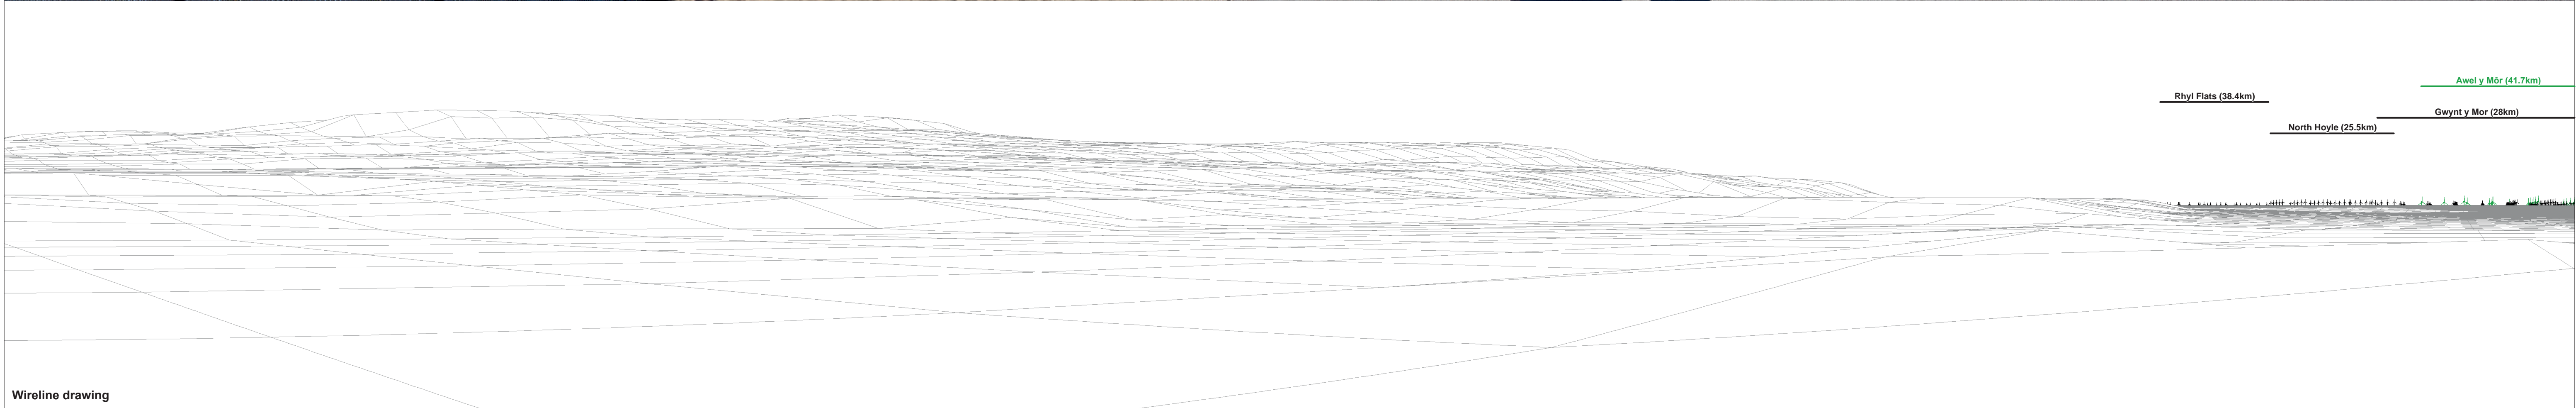 Awel y Môr (41.7km)
Rhyl Flats (38.4km)
Gwynt y Mor (28km)
North Hoyle (25.5km)
Wireline drawing